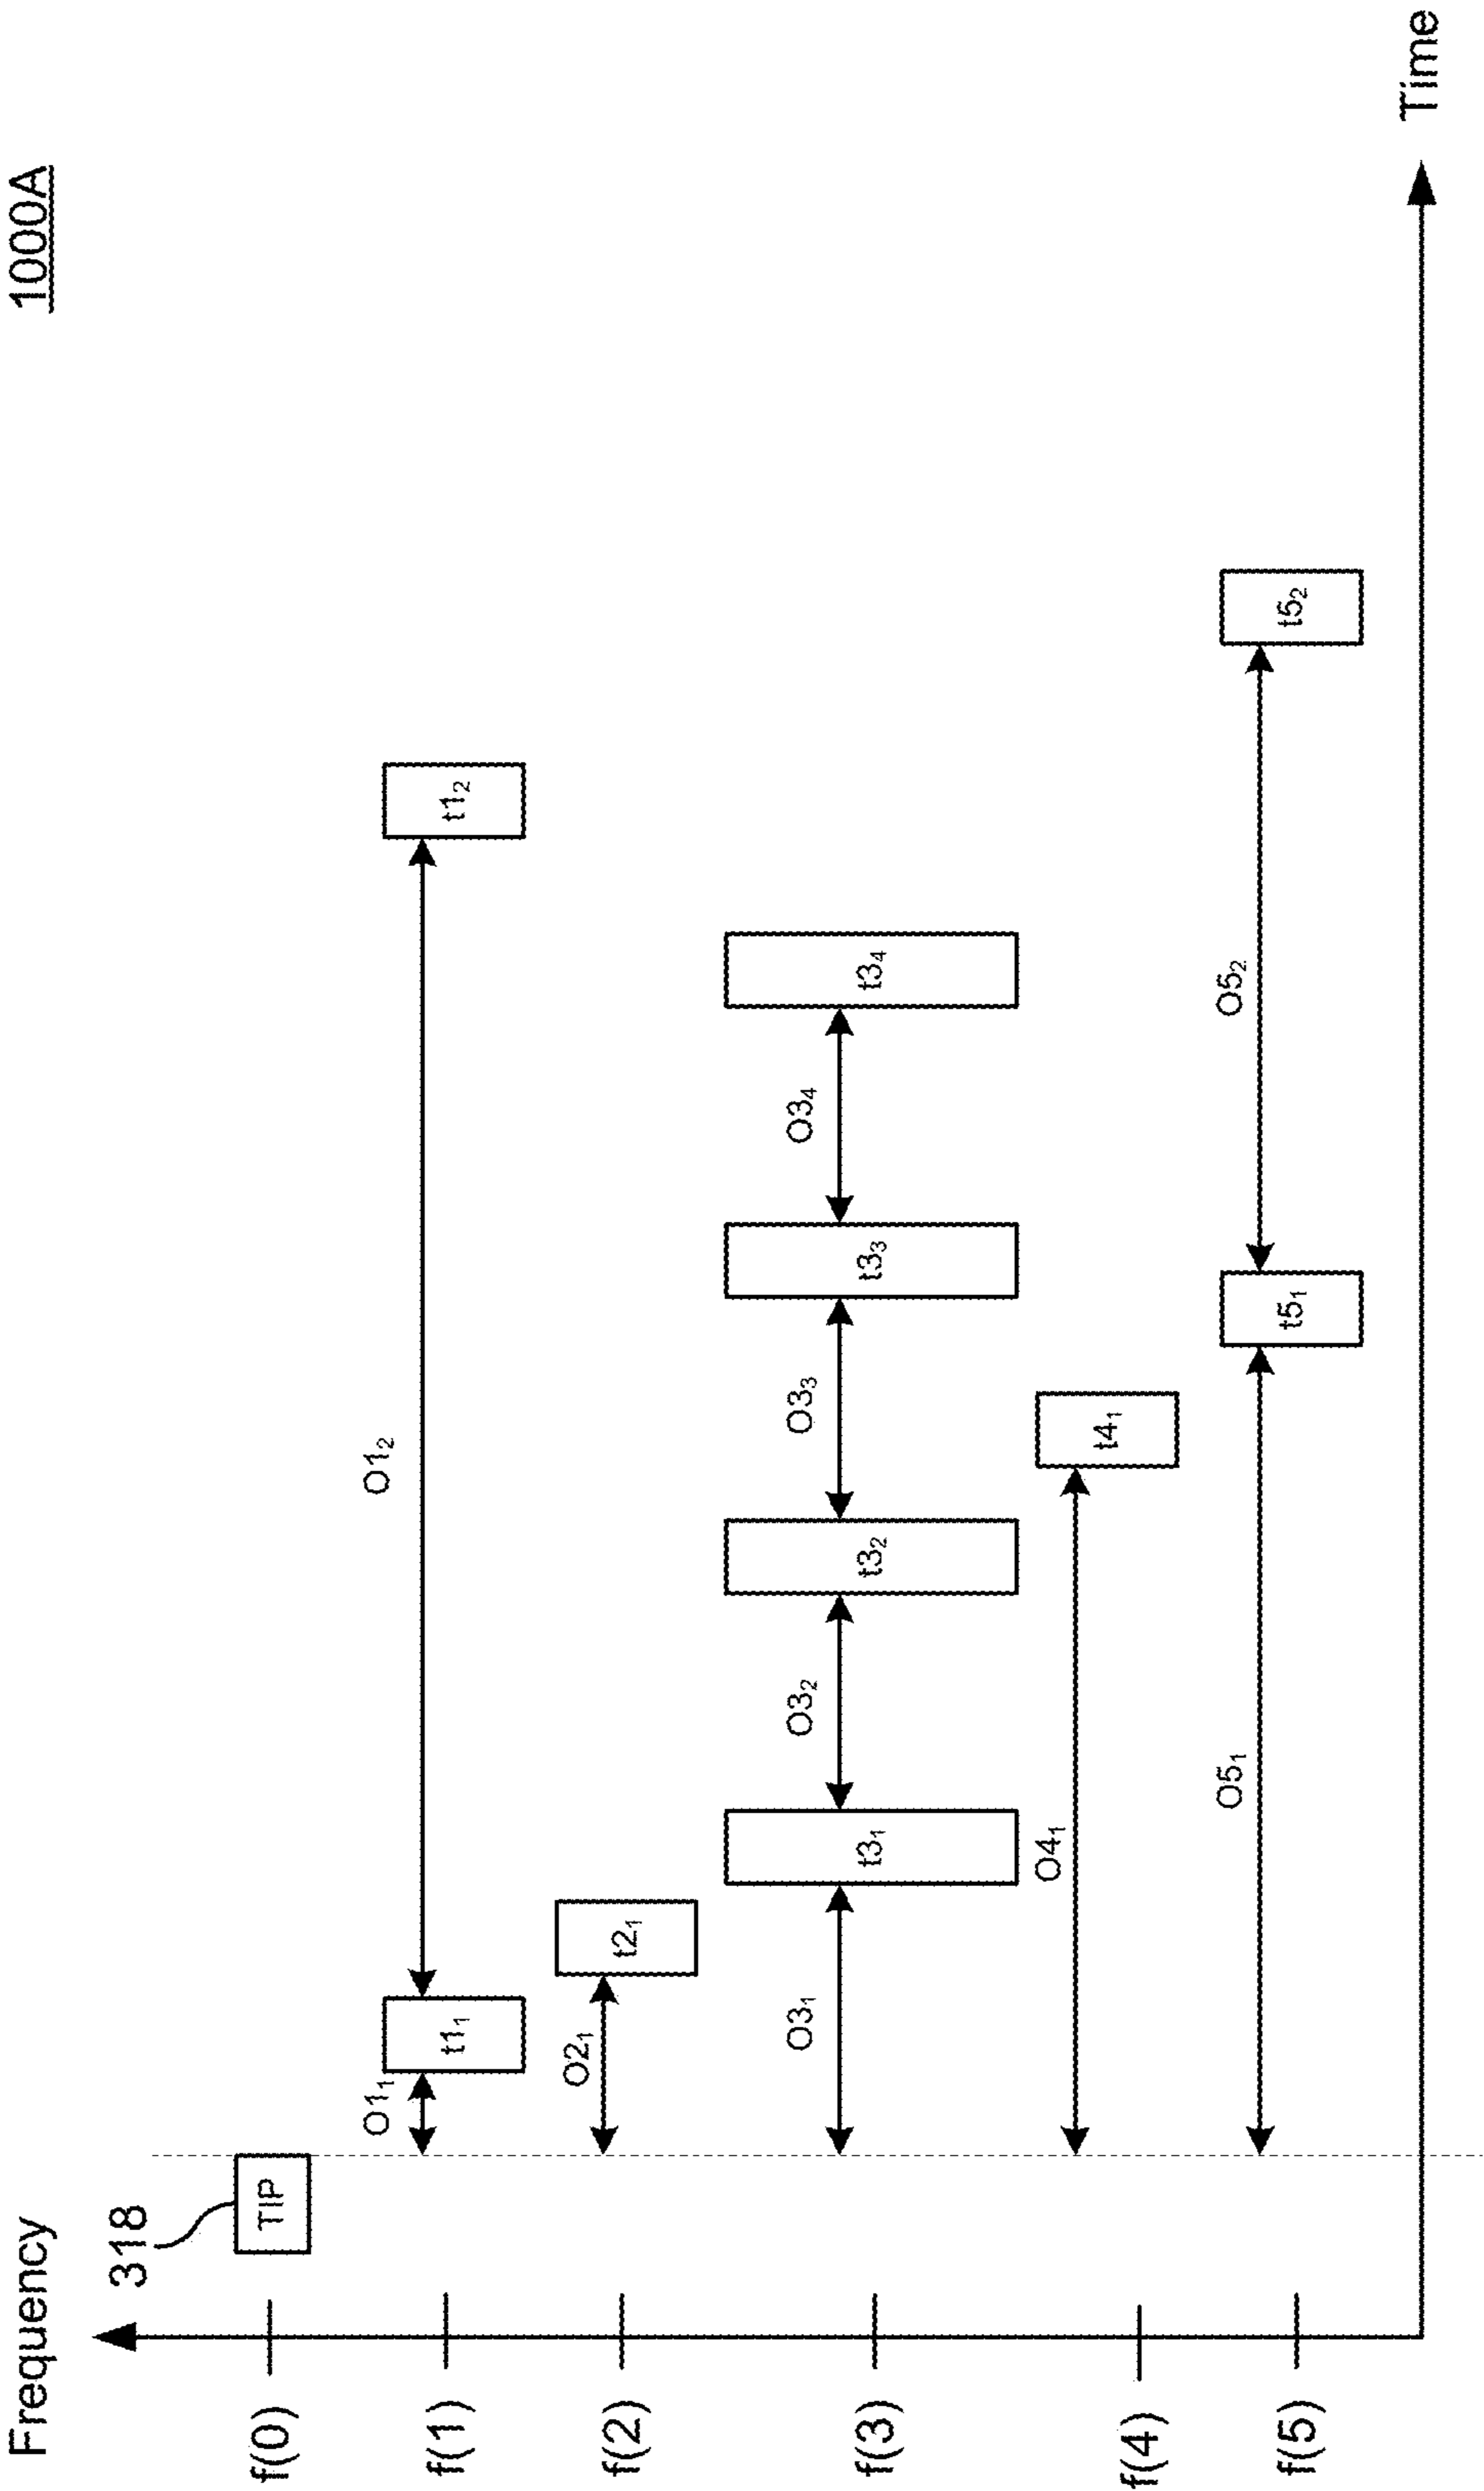 1000A
Frequency
318
TIP
f(0)
O1₁
t1₁
O1₂
t1₂
f(1)
O2₁
t2₁
f(2)
O3₁
t3₁
O3₂
t3₂
O3₃
t3₃
O3₄
t3₄
f(3)
O4₁
t4₁
f(4)
O5₁
t5₁
O5₂
t5₂
f(5)
Time